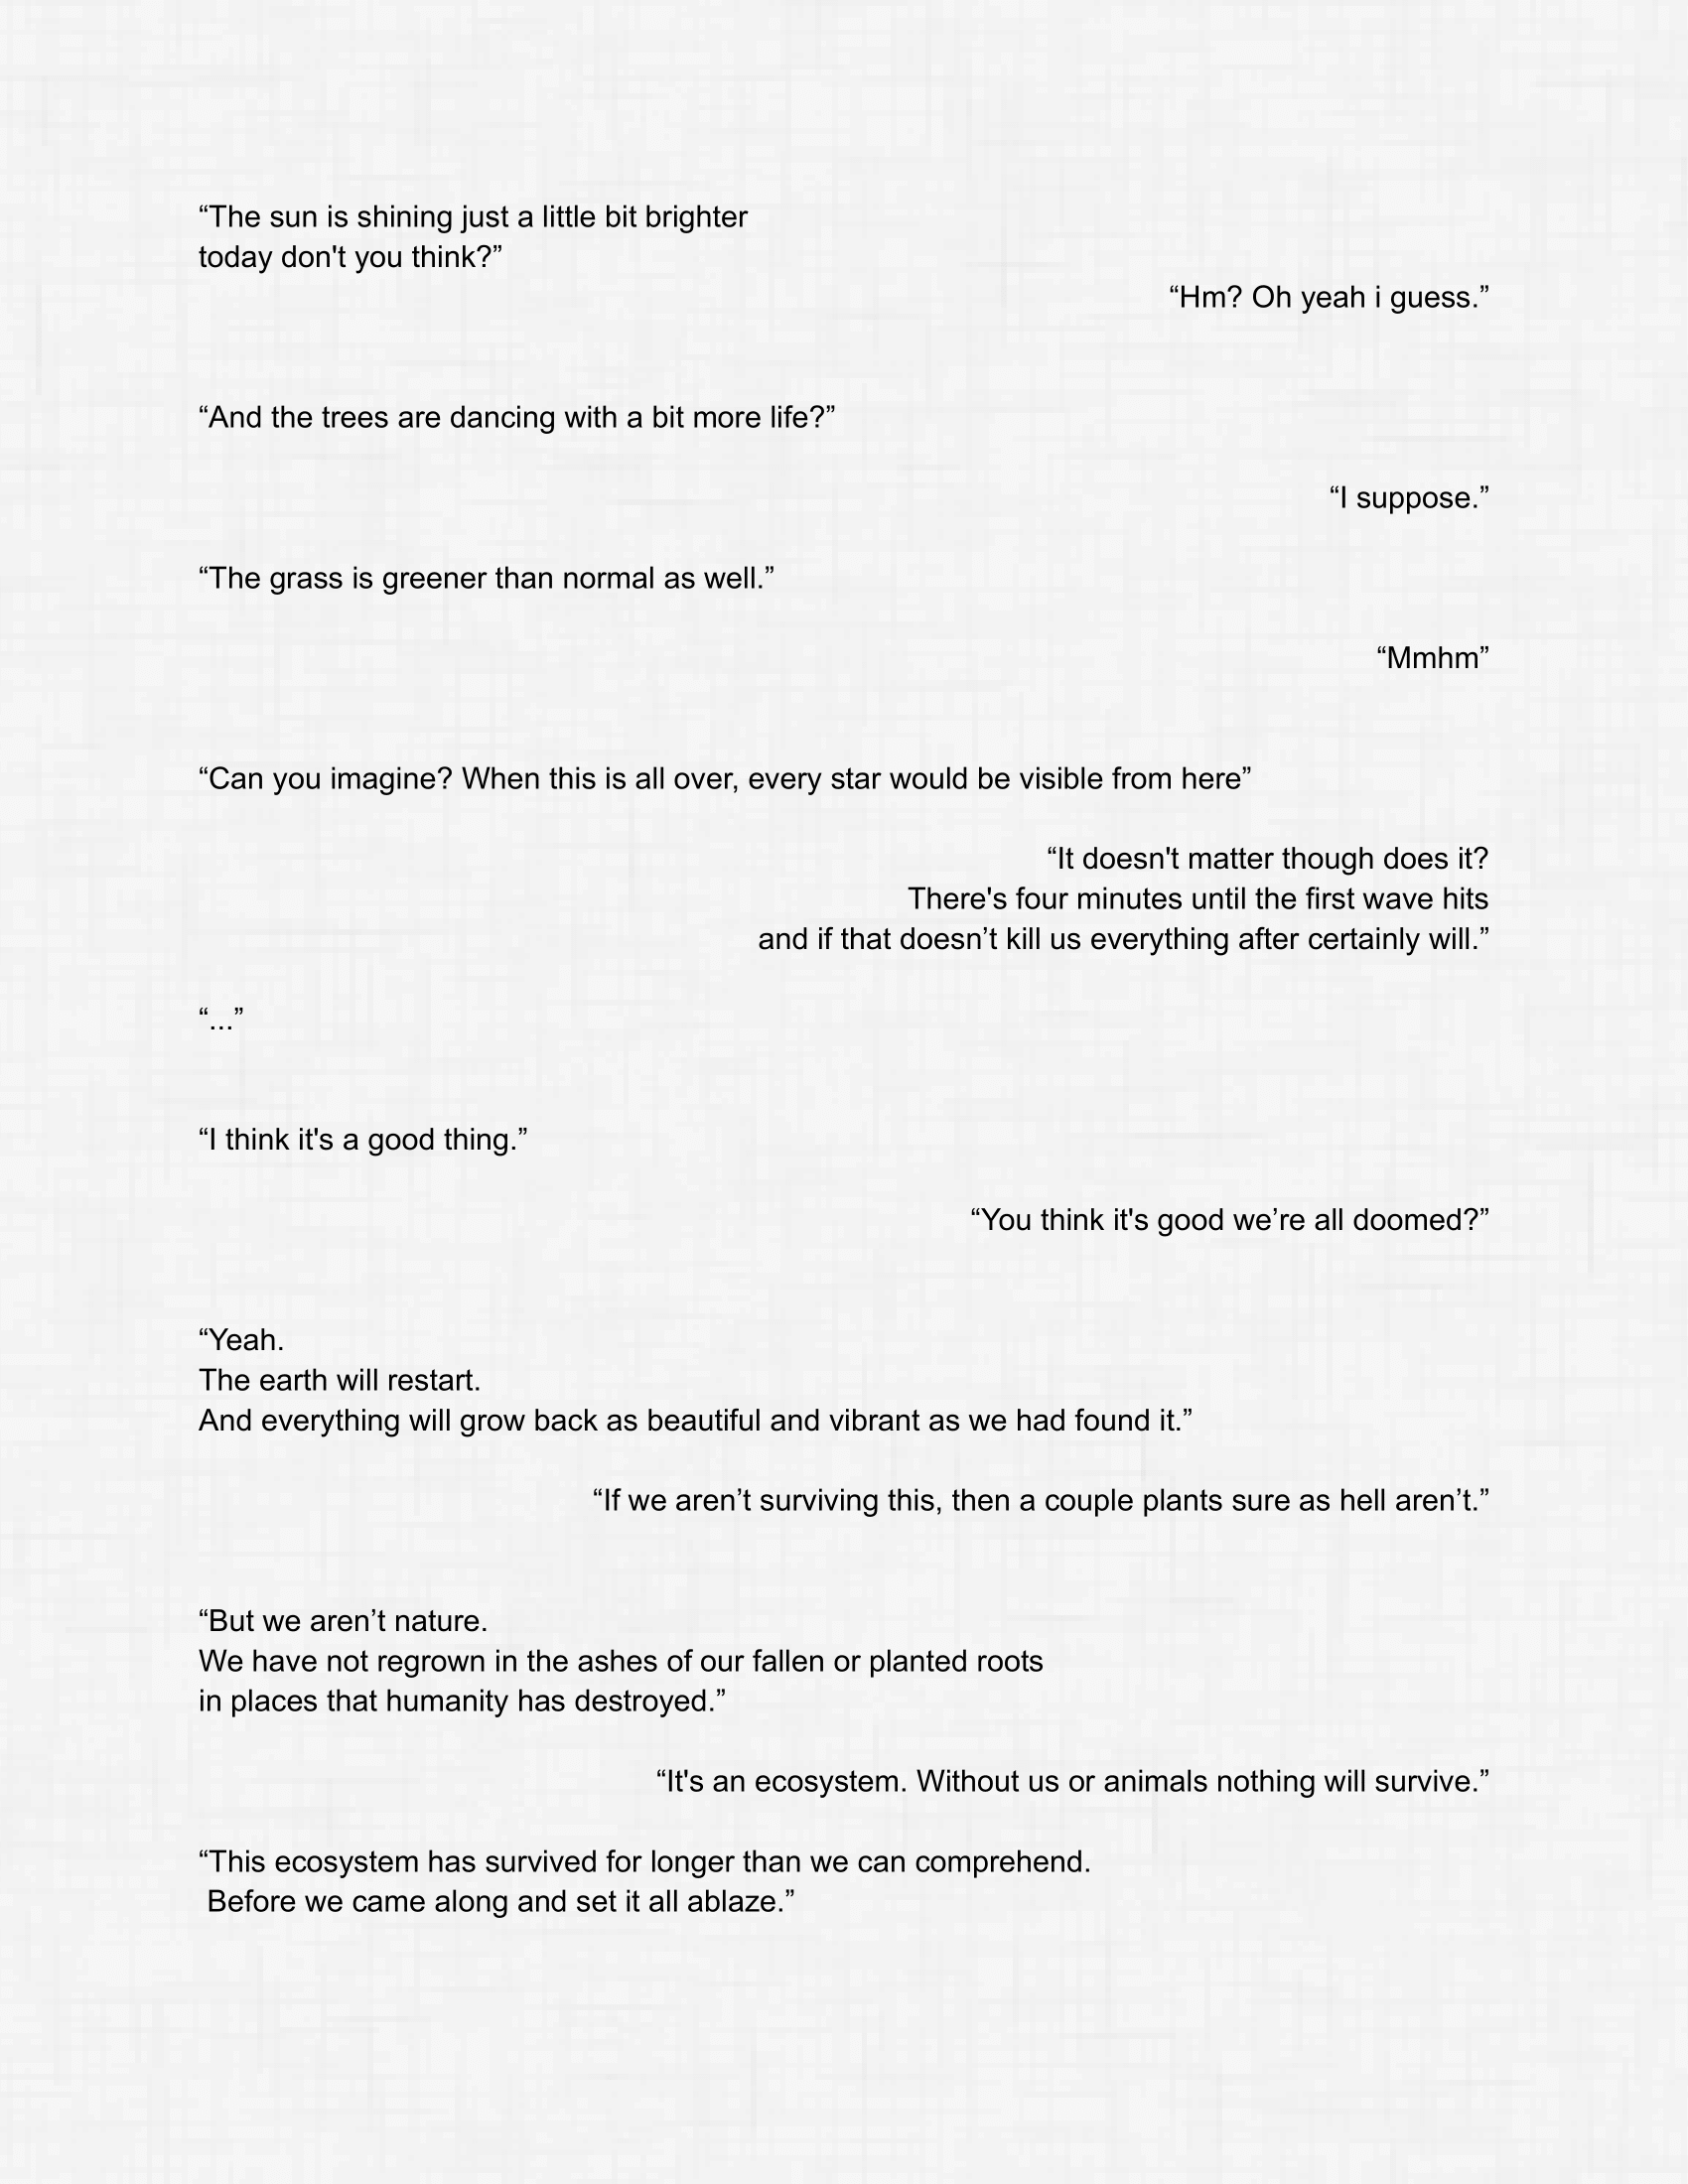 “The sun is shining just a little bit brighter
today don't you think?”
“Hm? Oh yeah i guess.”
“And the trees are dancing with a bit more life?”
“I suppose.”
“The grass is greener than normal as well.”
“Mmhm”
“Can you imagine? When this is all over, every star would be visible from here”
“It doesn't matter though does it?
There's four minutes until the first wave hits
and if that doesn’t kill us everything after certainly will.”
“...”
“I think it's a good thing.”
“You think it's good we’re all doomed?”
“Yeah.
The earth will restart.
And everything will grow back as beautiful and vibrant as we had found it.”
“If we aren’t surviving this, then a couple plants sure as hell aren’t.”
“But we aren’t nature.
We have not regrown in the ashes of our fallen or planted roots
in places that humanity has destroyed.”
“It's an ecosystem. Without us or animals nothing will survive.”
“This ecosystem has survived for longer than we can comprehend.
Before we came along and set it all ablaze.”